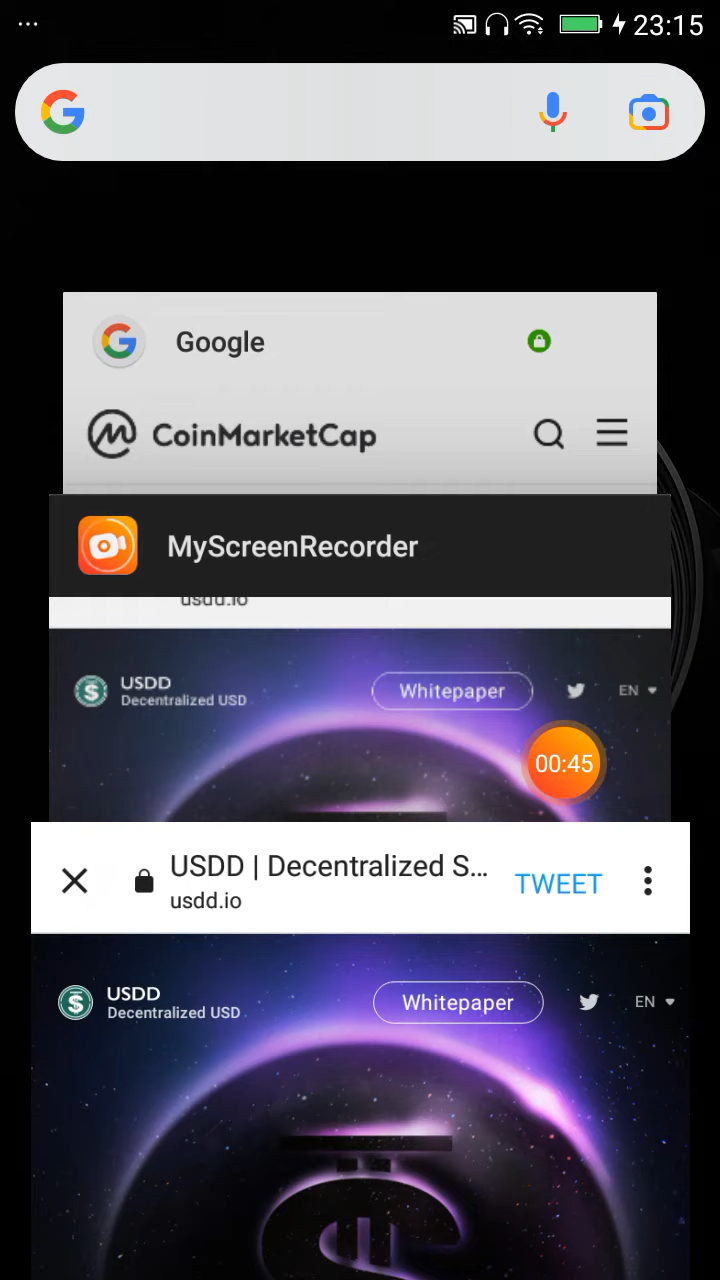 23:15
Google
CoinMarketCap
MyScreenRecorder
usdd.io
USDD
Decentralized USD
Whitepaper
EN
00:45
USDD | Decentralized S...
usdd.io
TWEET
USDD
Decentralized USD
Whitepaper
EN